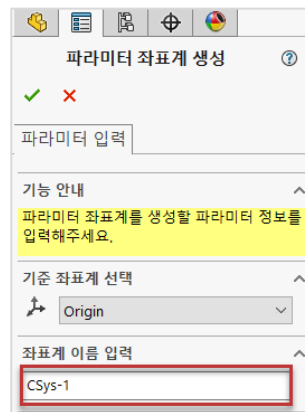 파라미터 좌표계 생성
파라미터 입력
기능 안내
파라미터 좌표계를 생성할 파라미터 정보를
입력해주세요.
기준 좌표계 선택
Origin
좌표계 이름 입력
CSys-1